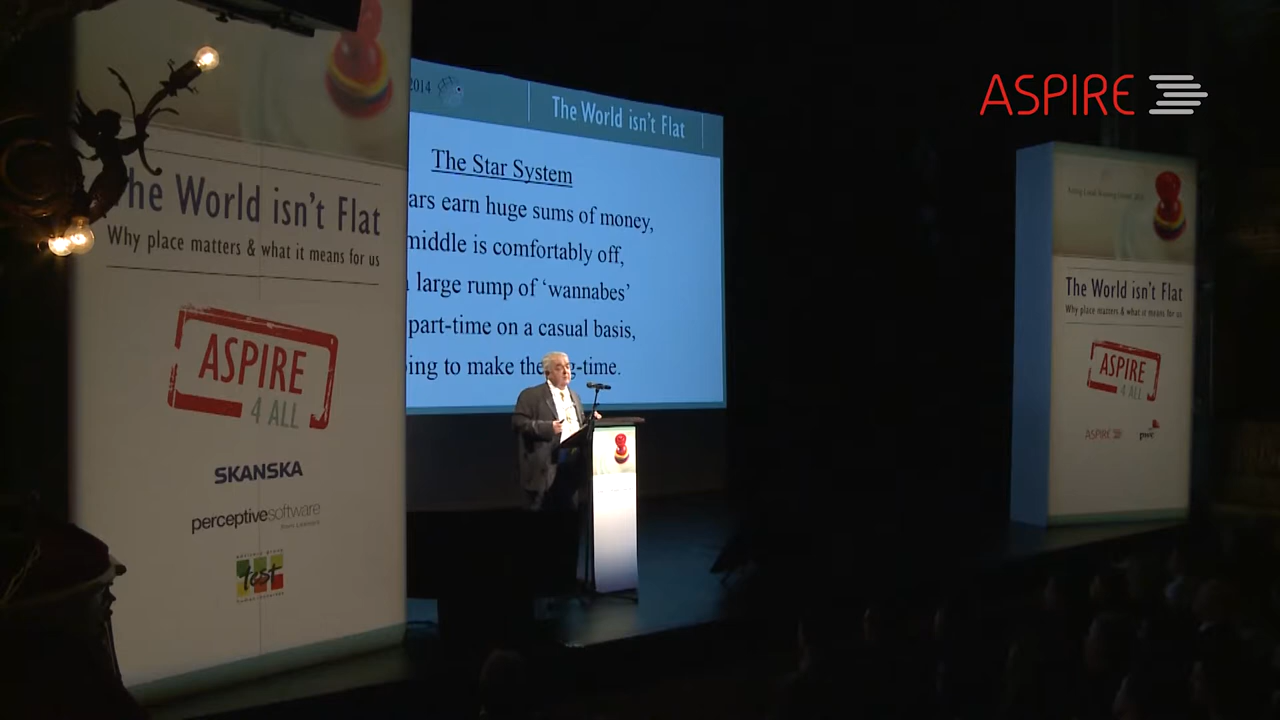 The World isn't Flat
Why place matters & what it means for us
ASPIRE
4 ALL
SKANSKA
perceptivesoftware
test
2014
The World isn't Flat
The Star System
ars earn huge sums of money,
middle is comfortably off,
large rump of 'wannabes'
part-time on a casual basis,
ing to make the g-time.
ASPIRE
The World isn't Flat
Why place matters & what it means for us
ASPIRE
4 ALL
ASPIRE
pwc